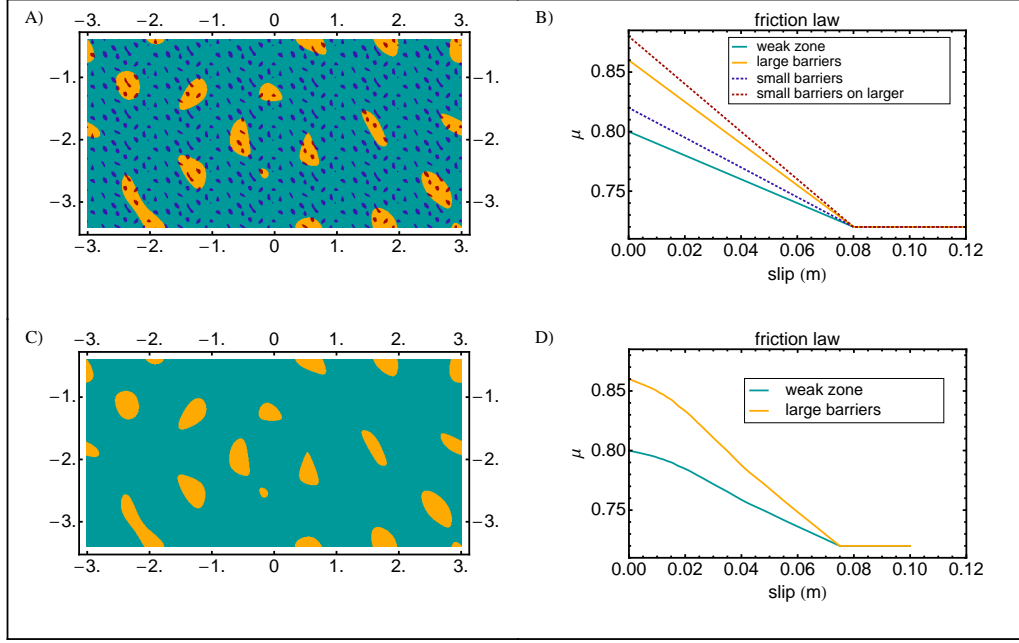 A)
−3. −2. −1. 0 1. 2. 3.
−1.
−2.
−3.
−1.
−2.
−3.
−3. −2. −1. 0 1. 2. 3.
B)
friction law
weak zone
large barriers
small barriers
small barriers on larger
μ
0.85
0.80
0.75
0.00 0.02 0.04 0.06 0.08 0.10 0.12
slip (m)
C)
−3. −2. −1. 0 1. 2. 3.
−1.
−2.
−3.
−1.
−2.
−3.
−3. −2. −1. 0 1. 2. 3.
D)
friction law
weak zone
large barriers
μ
0.85
0.80
0.75
0.00 0.02 0.04 0.06 0.08 0.10 0.12
slip (m)